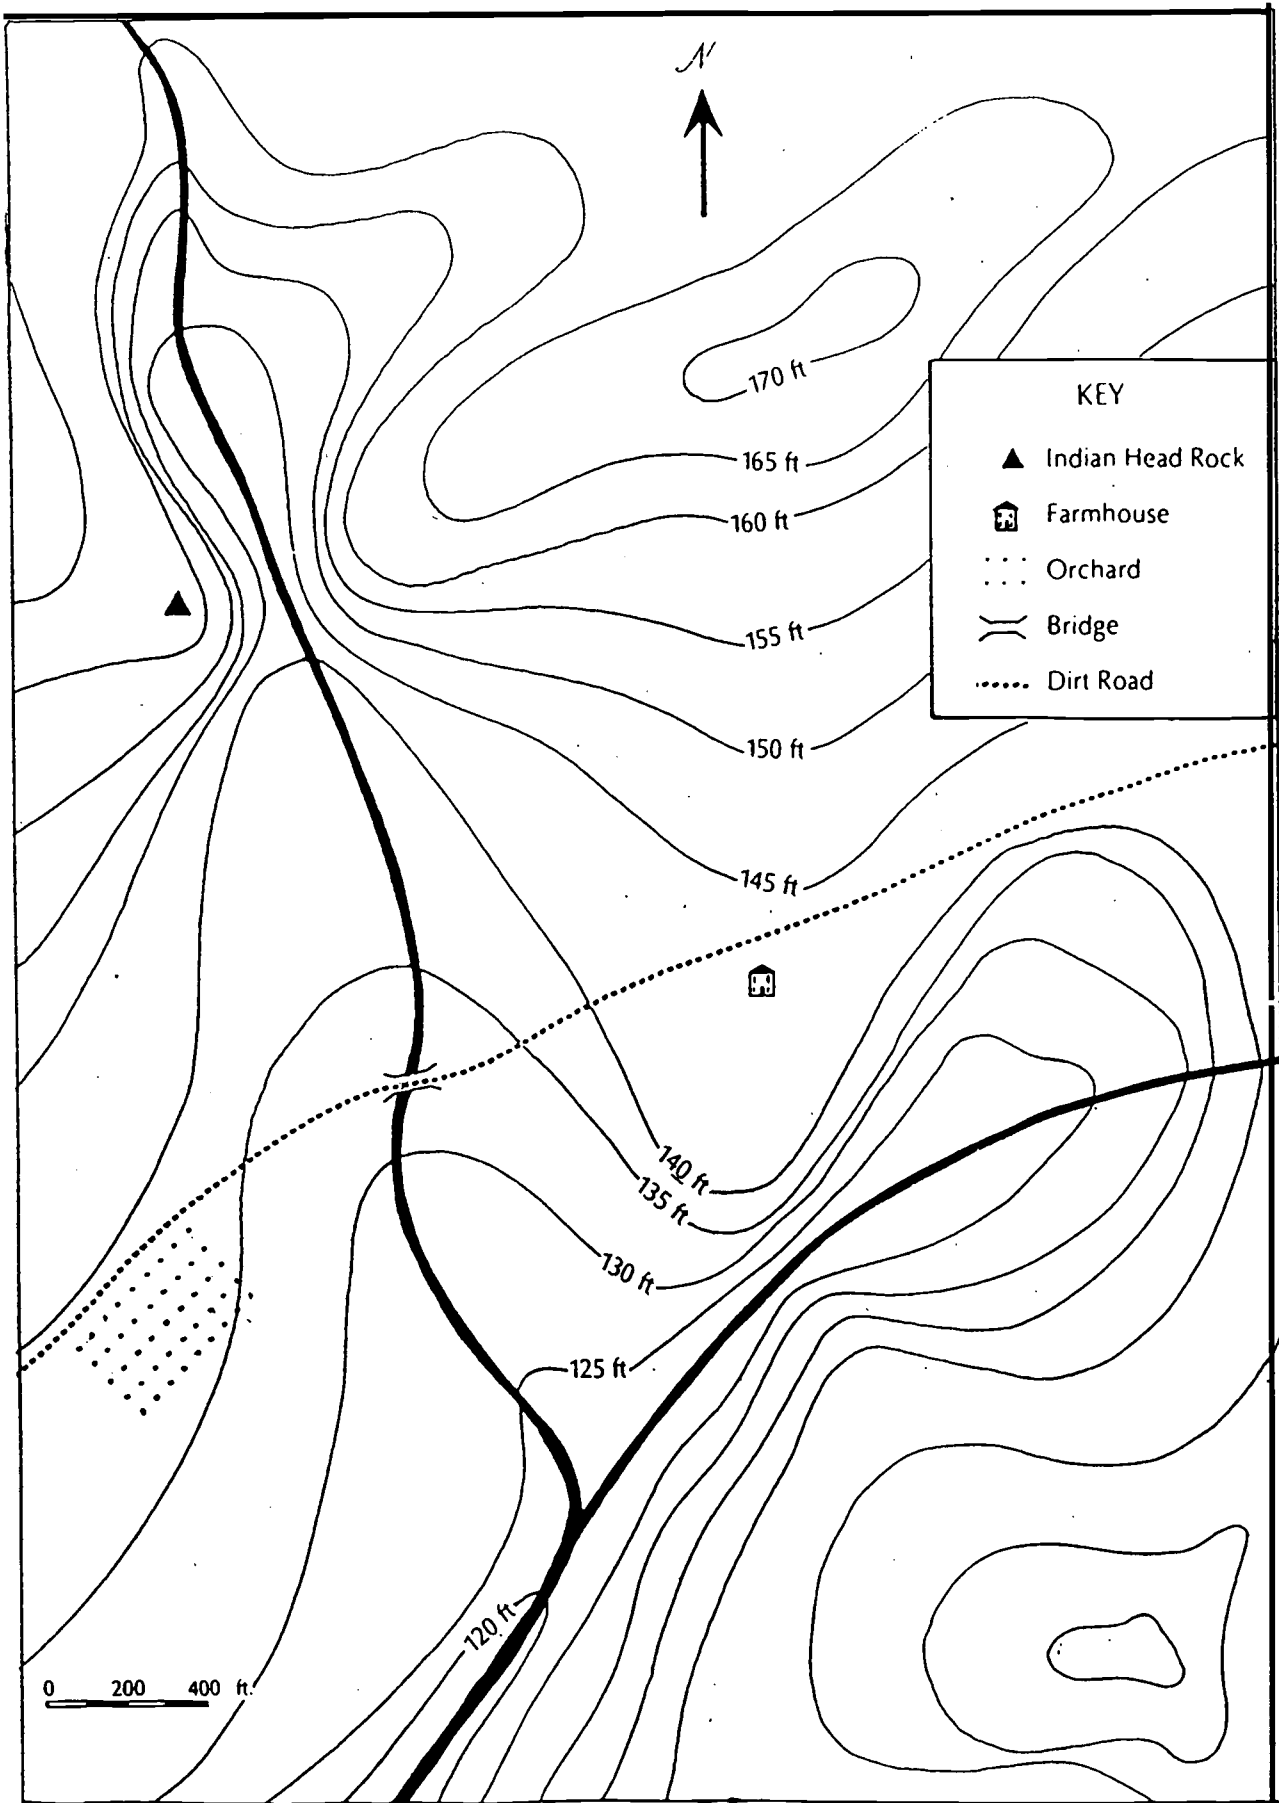 N
170 ft
KEY
165 ft
Indian Head Rock
160 ft
Farmhouse
Orchard
155 ft
Bridge
Dirt Road
150 ft
145 ft
140 ft
135 ft
130 ft
125 ft
120 ft
0 200 400 ft.